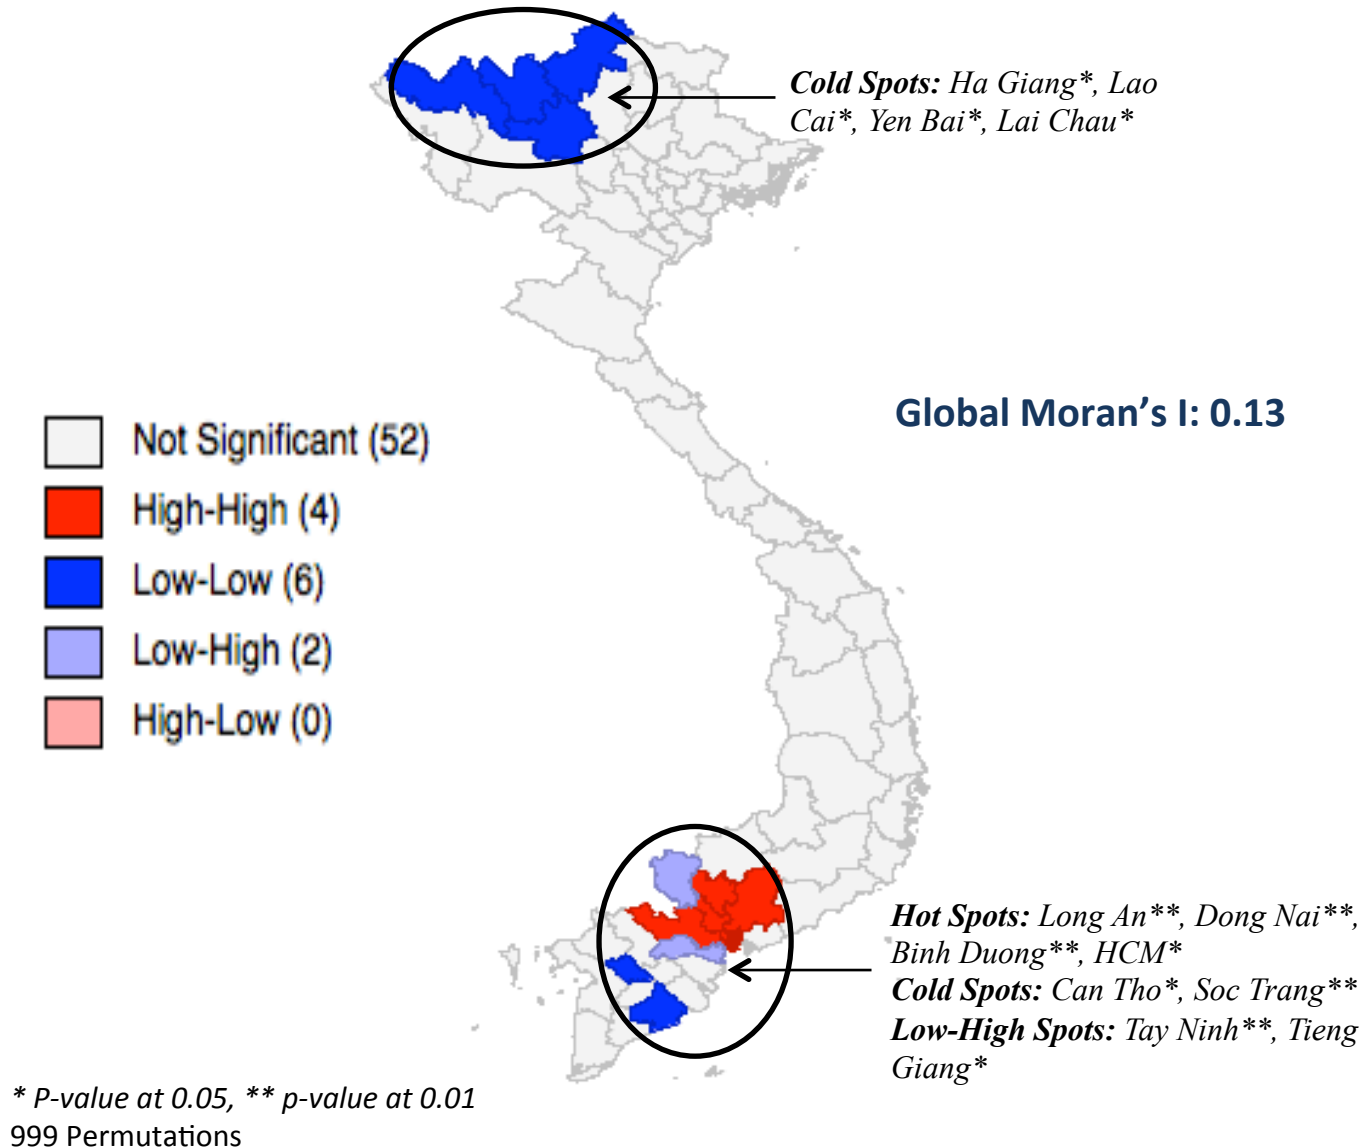 Cold Spots: Ha Giang*, Lao
Cai*, Yen Bai*, Lai Chau*
Global Moran’s I: 0.13
Not Significant (52)
High-High (4)
Low-Low (6)
Low-High (2)
High-Low (0)
Hot Spots: Long An**, Dong Nai**,
Binh Duong**, HCM*
Cold Spots: Can Tho*, Soc Trang**
Low-High Spots: Tay Ninh**, Tieng
Giang*
* P-value at 0.05, ** p-value at 0.01
999 Permutations